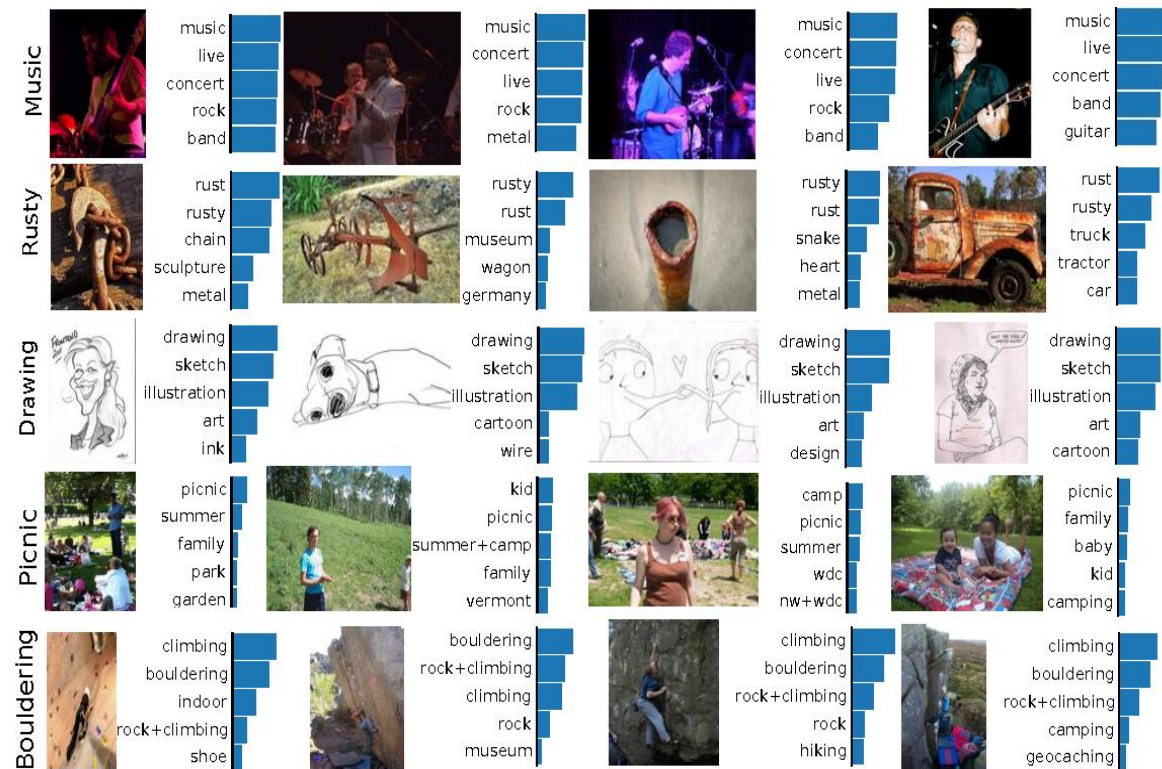 Music
music
live
concert
rock
band
music
concert
live
rock
metal
music
concert
live
rock
band
music
live
concert
band
guitar
Rusty
rust
rusty
chain
sculpture
metal
rusty
rust
museum
wagon
germany
rusty
rust
snake
heart
metal
rust
rusty
truck
tractor
car
Drawing
drawing
sketch
illustration
art
ink
drawing
sketch
illustration
cartoon
wire
drawing
sketch
illustration
art
design
drawing
sketch
illustration
art
cartoon
Picnic
picnic
summer
family
park
garden
kid
picnic
summer+camp
family
vermont
camp
picnic
summer
wdc
nw+wdc
picnic
family
baby
kid
camping
Bouldering
climbing
bouldering
indoor
rock+climbing
shoe
bouldering
rock+climbing
climbing
rock
museum
climbing
bouldering
rock+climbing
rock
hiking
climbing
bouldering
rock+climbing
camping
geocaching